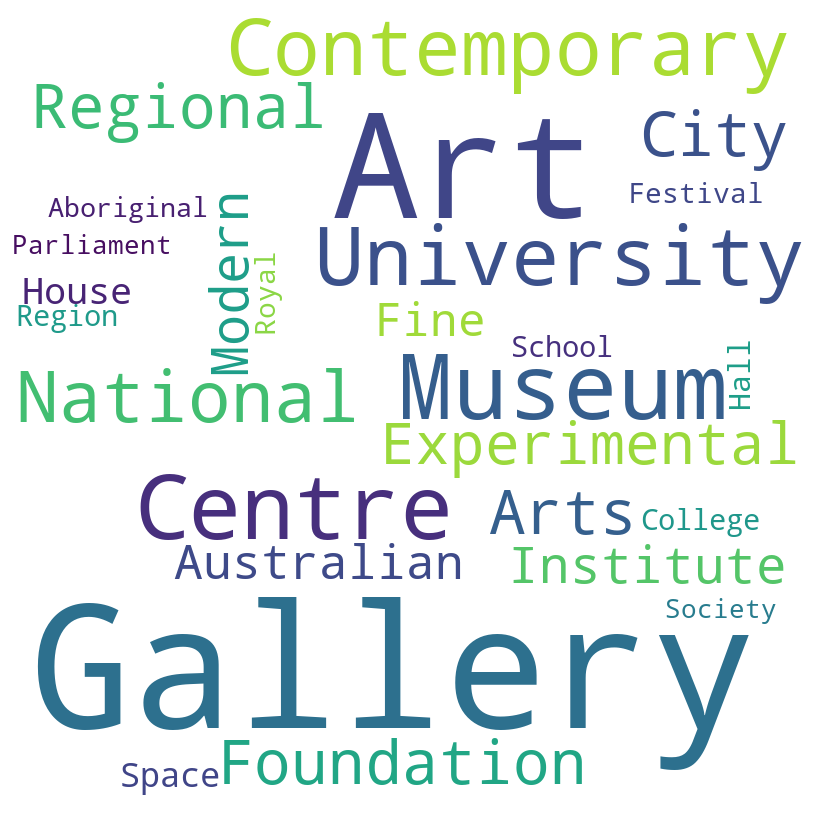 Contemporary
Regional
Art
City
Festival
Aboriginal
Modern
University
Parliament
Royal
House
Region
Fine
School
Hall
National
Museum
Experimental
Centre
Arts
College
Australian
Institute
Gallery
Society
Foundation
Space